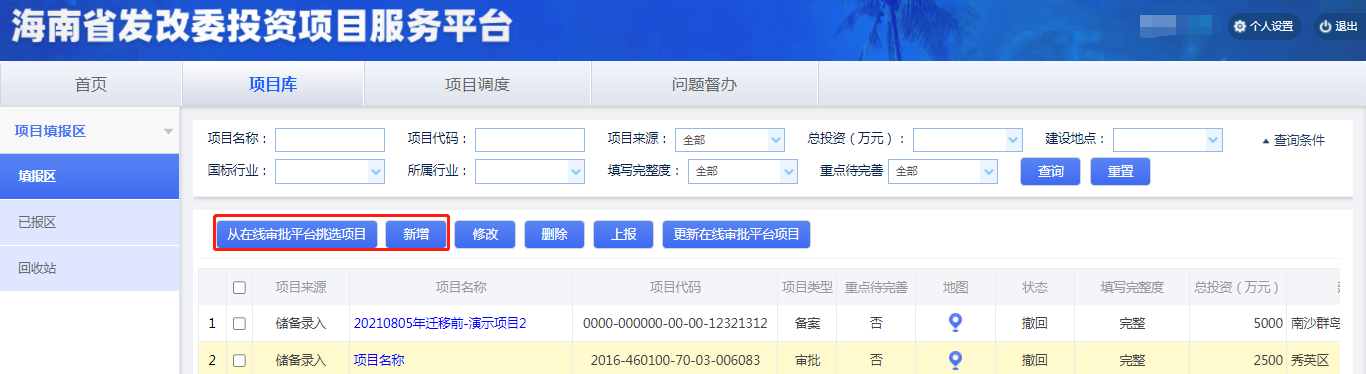 海南省发改委投资项目服务平台
个人设置 退出
首页 项目库 项目调度 问题督办
项目填报区
填报区
已报区
回收站
项目名称： 项目代码： 项目来源： 全部 总投资（万元）： 建设地点： 查询条件
国标行业： 所属行业： 填写完整度： 全部 重点待完善 全部 查询 重置
从在线审批平台挑选项目 新增 修改 删除 上报 更新在线审批平台项目
项目来源 项目名称 项目代码 项目类型 重点待完善 地图 状态 填写完整度 总投资（万元）
1 储备录入 20210805年迁移前-演示项目2 0000-000000-00-00-12321312 备案 否 撤回 完整 5000 南沙群岛
2 储备录入 项目名称 2016-460100-70-03-006083 审批 否 撤回 完整 2500 秀英区